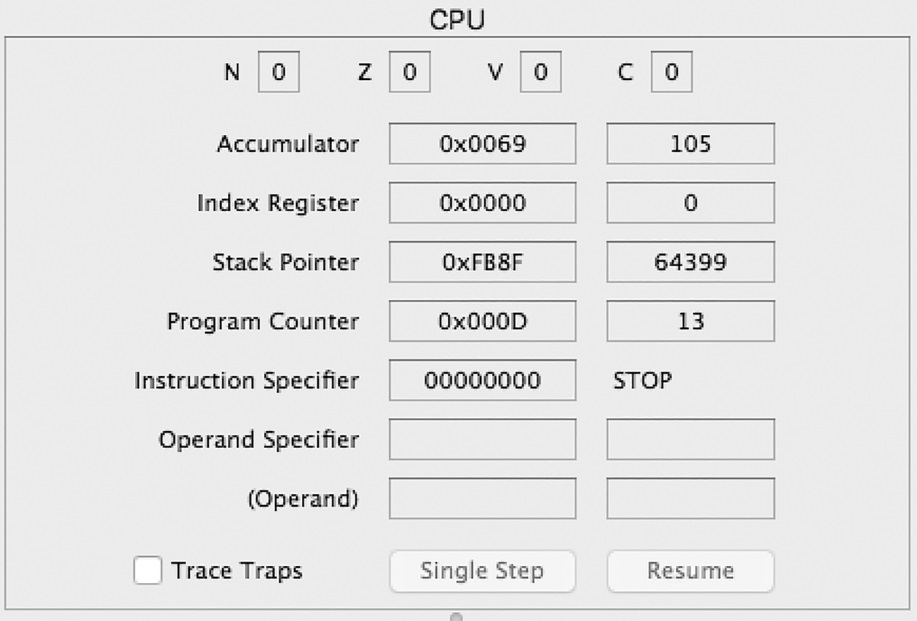 CPU
N 0 Z 0 V 0 C 0
Accumulator 0x0069 105
Index Register 0x0000 0
Stack Pointer 0xFB8F 64399
Program Counter 0x000D 13
Instruction Specifier 00000000 STOP
Operand Specifier
(Operand)
Trace Traps Single Step Resume